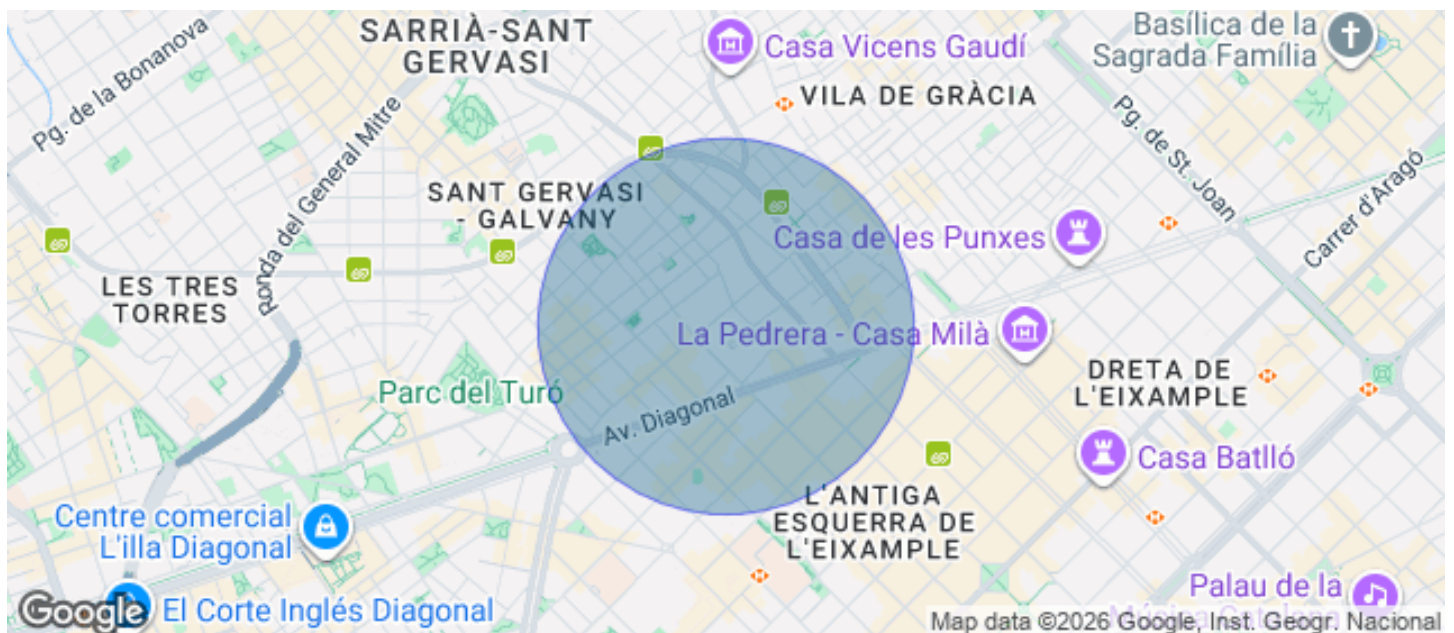 SARRIÀ-SANT
GERVASI
Casa Vicens Gaudí
Basílica de la
Sagrada Família
Pg. de la Bonanova
VILA DE GRÀCIA
Ronda del General Mitre
Pg. de St. Joan
Carrer d'Aragó
SANT GERVASI
- GALVANY
Casa de les Punxes
LES TRES
TORRES
La Pedrera - Casa Milà
DRETA DE
L'EIXAMPLE
Parc del Turó
Av. Diagonal
Casa Batlló
L'ANTIGA
ESQUERRA DE
L'EIXAMPLE
Centre comercial
L'illa Diagonal
Palau de la
Música Catalana
El Corte Inglés Diagonal
Google
Map data ©2026 Google, Inst. Geogr. Nacional